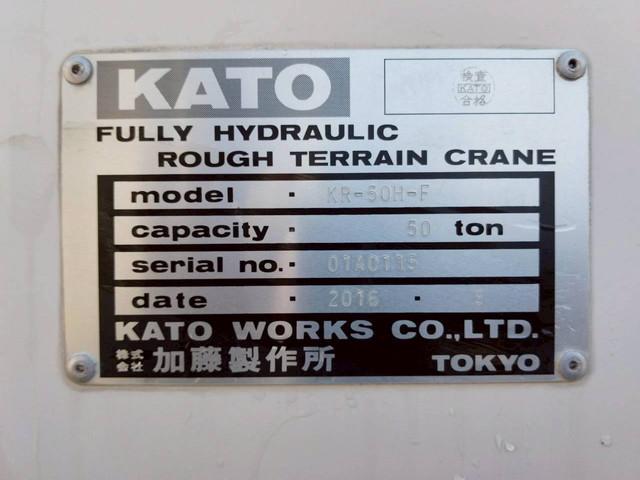 KATO
検査
KATO
合格
FULLY HYDRAULIC
ROUGH TERRAIN CRANE
model · KR-50H-F
capacity · 50 ton
serial no. · 01A0115
date · 2016 ·
KATO WORKS CO.,LTD.
株式会社 加藤製作所 TOKYO